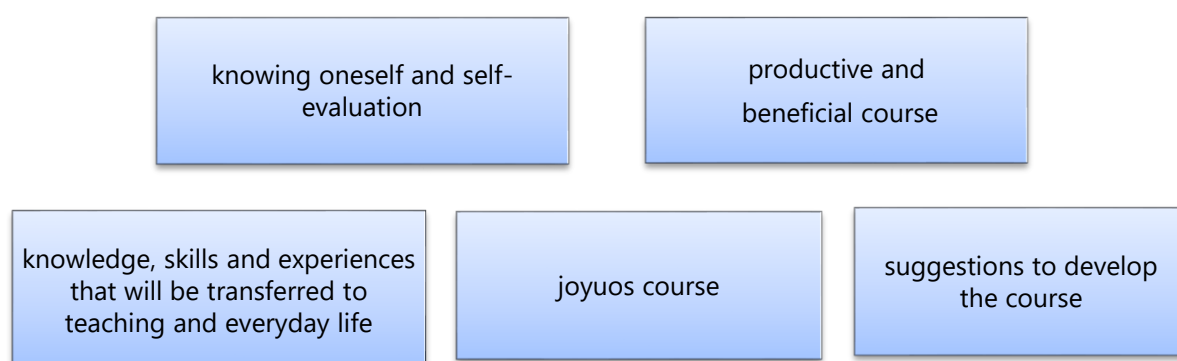 knowing oneself and self-
evaluation
productive and
beneficial course
knowledge, skills and experiences
that will be transferred to
teaching and everyday life
joyuos course
suggestions to develop
the course